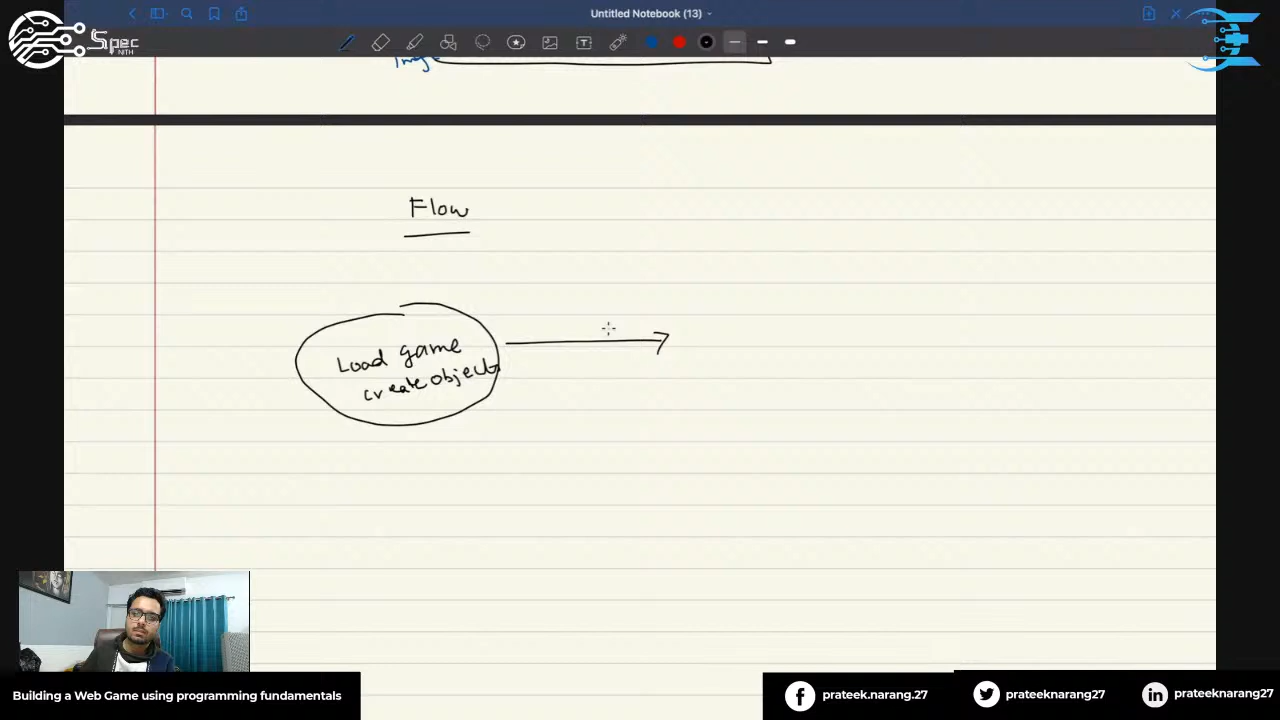 Untitled Notebook (13)
Spec
NITH
Flow
Load game
create objects
Building a Web Game using programming fundamentals
prateek.narang.27
prateeknarang27
prateeknarang27